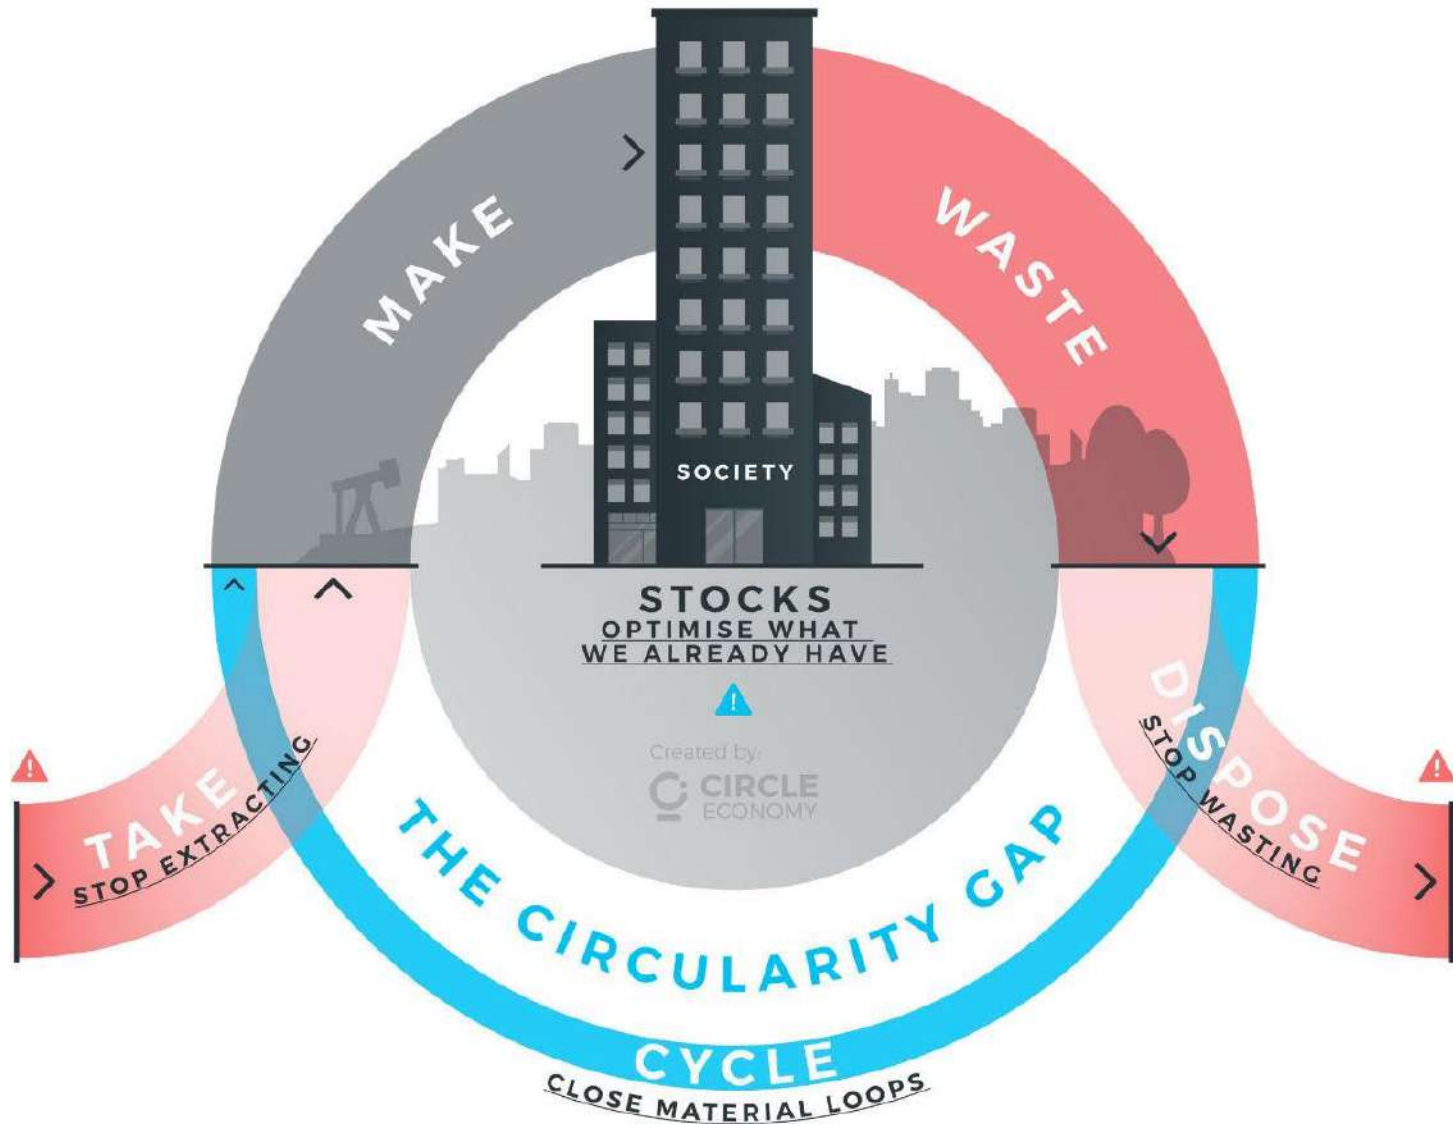 MAKE
WASTE
SOCIETY
STOCKS
OPTIMISE WHAT
WE ALREADY HAVE
!
Created by:
CIRCLE
ECONOMY
!
TAKE
STOP EXTRACTING
!
DISPOSE
STOP WASTING
THE CIRCULARITY GAP
CYCLE
CLOSE MATERIAL LOOPS